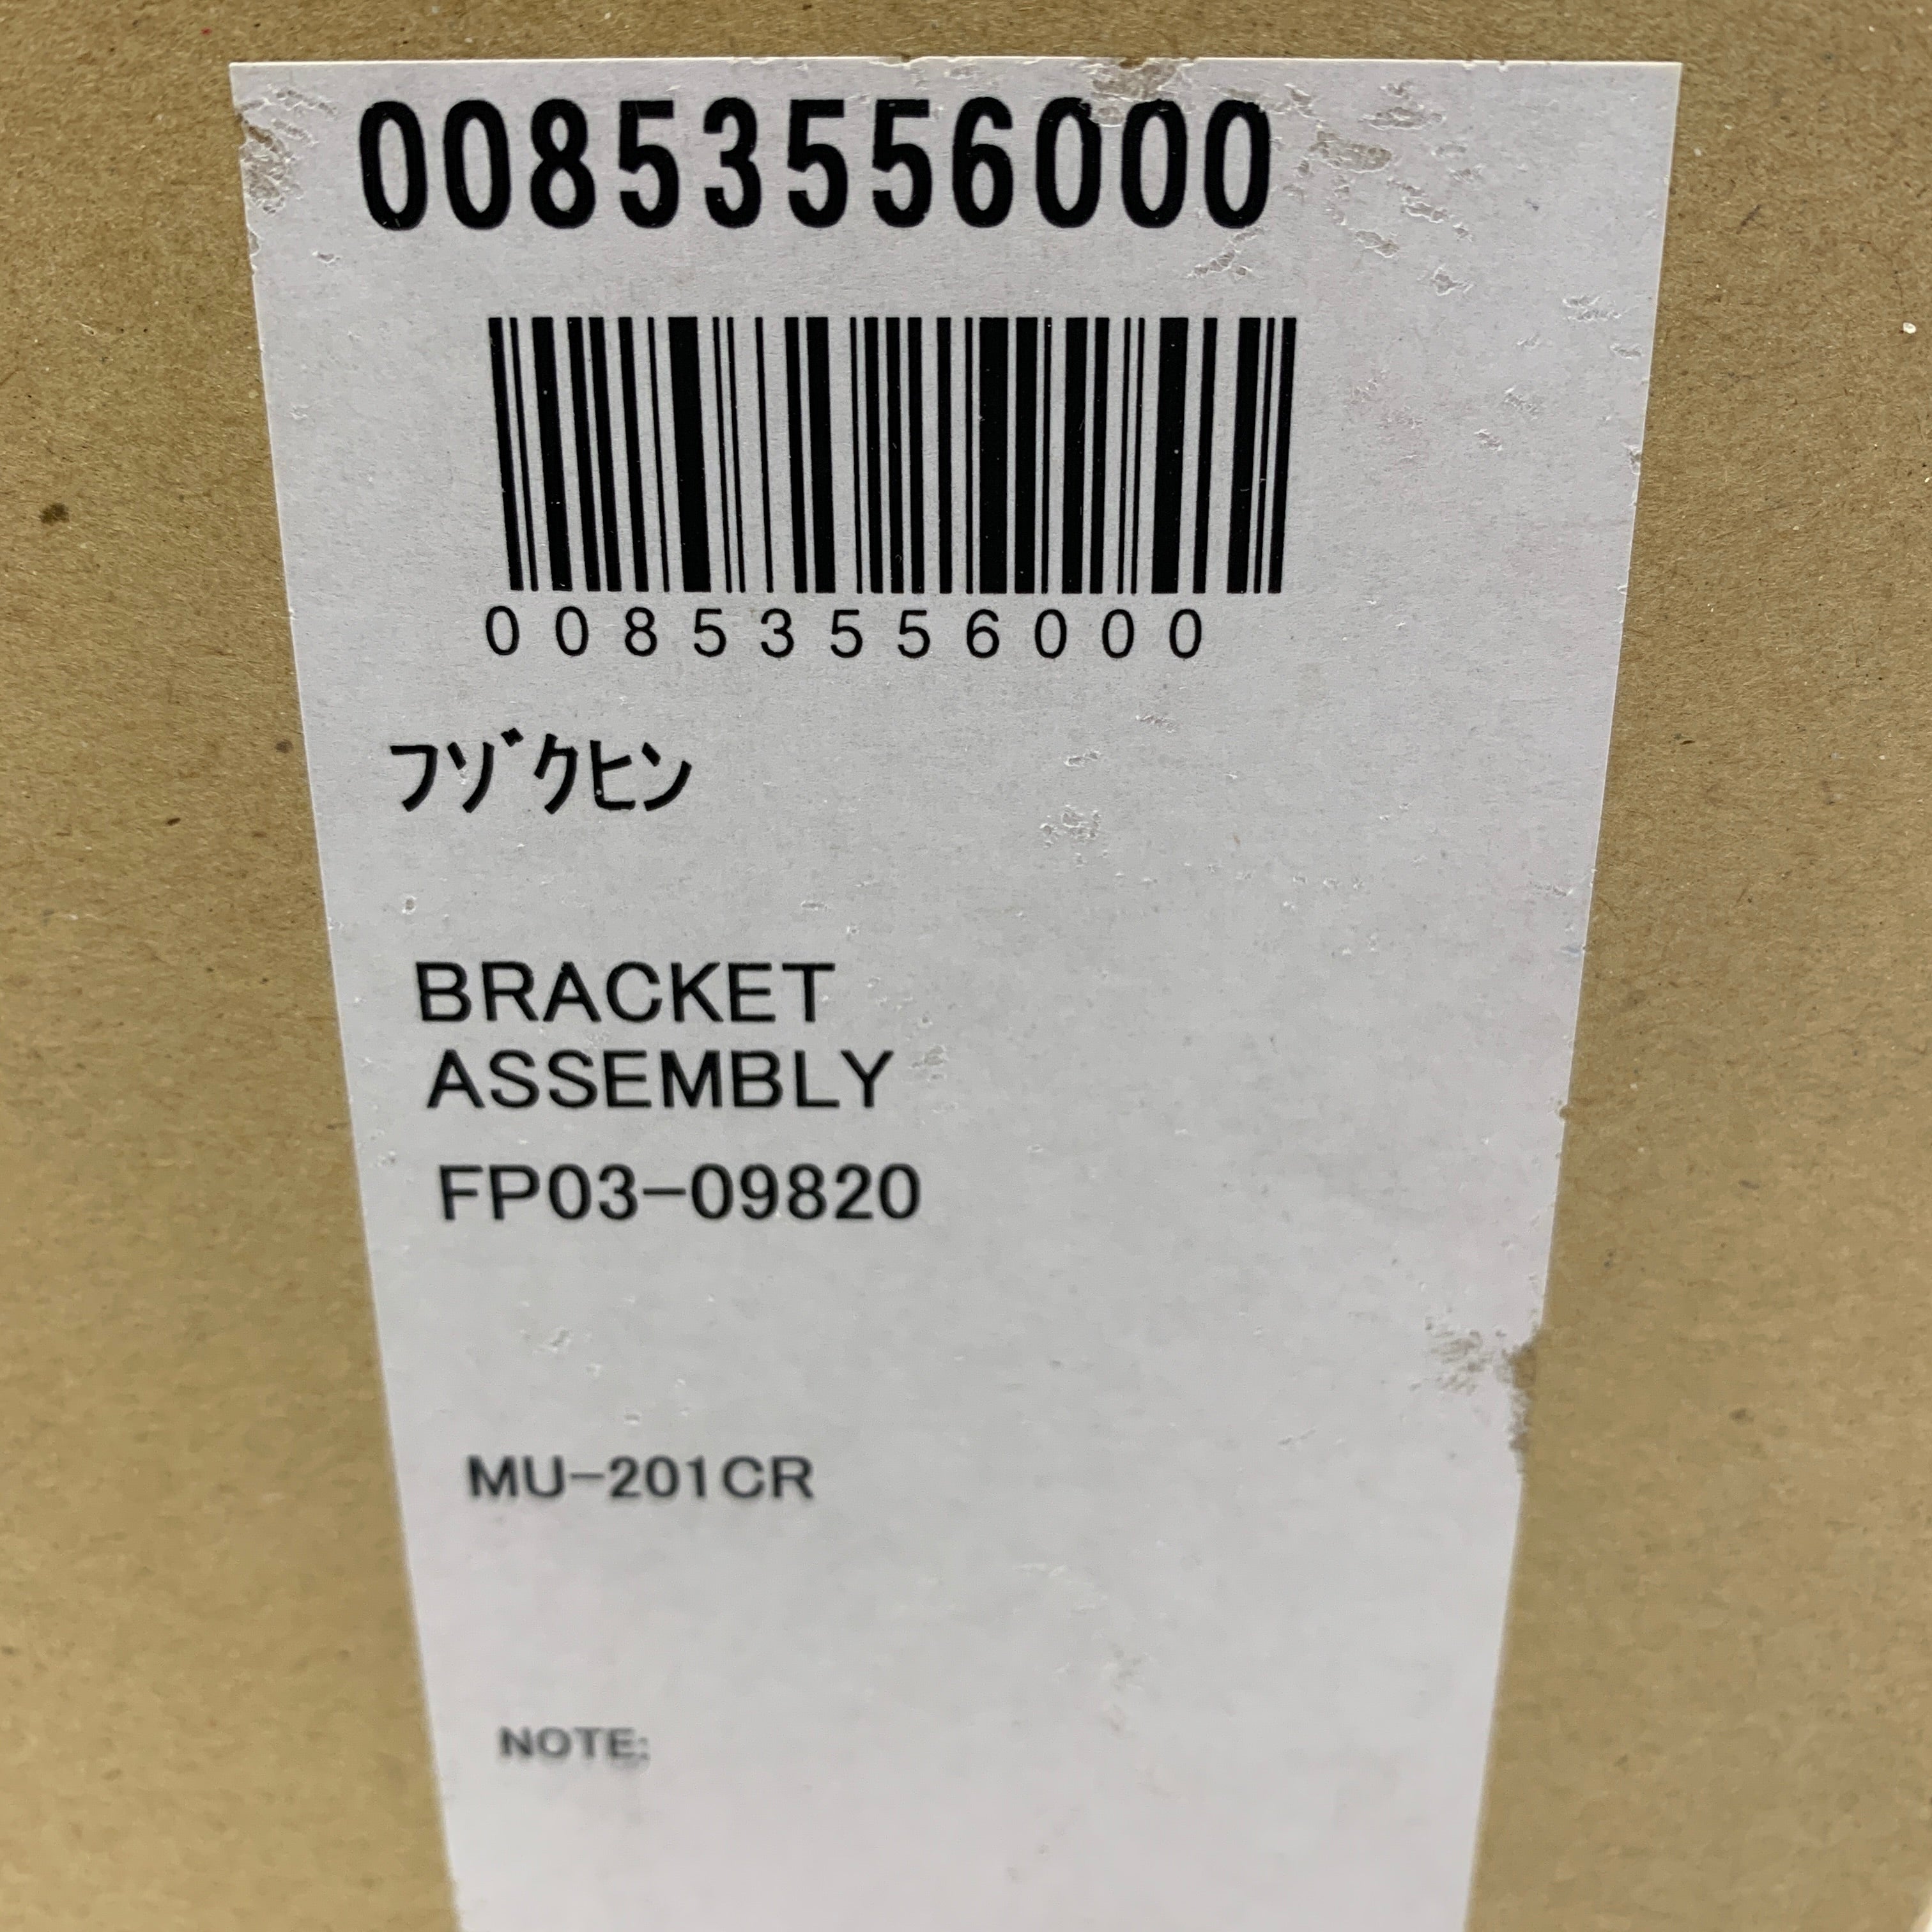 00853556000
00853556000
フゾクヒン
BRACKET
ASSEMBLY
FP03-09820
MU-201CR
NOTE: